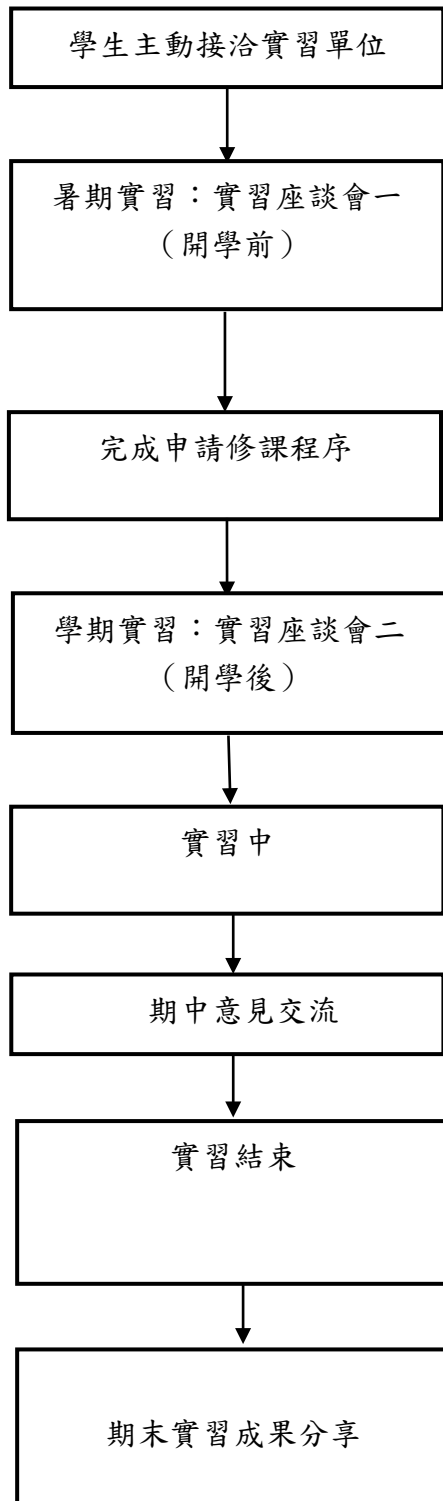 學生主動接洽實習單位
暑期實習：實習座談會一
（開學前）
完成申請修課程序
學期實習：實習座談會二
（開學後）
實習中
期中意見交流
實習結束
期末實習成果分享